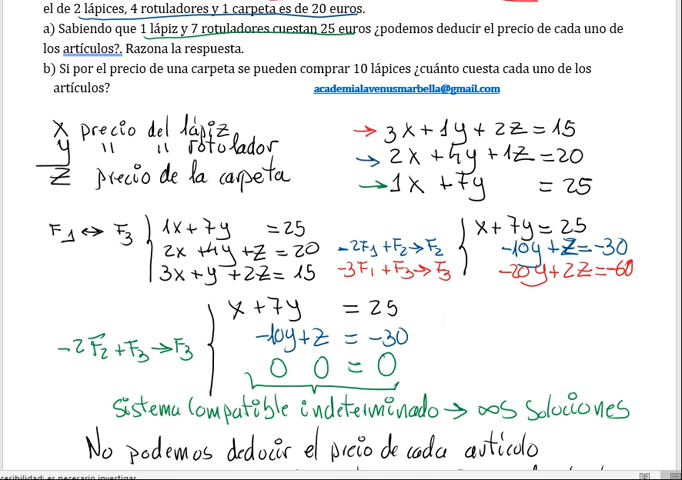 el de 2 lápices, 4 rotuladores y 1 carpeta es de 20 euros.
a) Sabiendo que 1 lápiz y 7 rotuladores cuestan 25 euros ¿podemos deducir el precio de cada uno de
los artículos?. Razona la respuesta.
b) Si por el precio de una carpeta se pueden comprar 10 lápices ¿cuánto cuesta cada uno de los
artículos? academialavenusmarbella@gmail.com
x precio del lápiz → 3x+1y+2z=15
y " " rotulador → 2x+4y+1z=20
z precio de la carpeta → 1x+7y = 25
F1 ↔ F3 1x+7y = 25 x+7y=25
2x+4y+z=20 -2F1+F2→F2 -10y+z=-30
3x+y+2z=15 -3F1+F3→F3 -20y+2z=-60
x+7y = 25
-10y+z = -30
-2F2+F3→F3 0 0 = 0
Sistema Compatible indeterminado → ∞s soluciones
No podemos deducir el precio de cada artículo